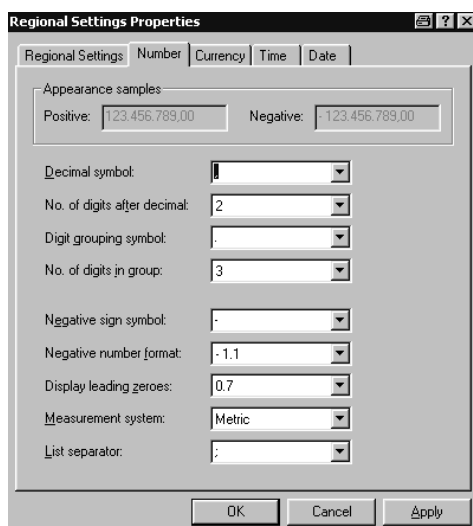 Regional Settings Properties
Regional Settings Number Currency Time Date
Appearance samples
Positive: 123.456.789,00 Negative: - 123.456.789,00
Decimal symbol: ,
No. of digits after decimal: 2
Digit grouping symbol: .
No. of digits in group: 3
Negative sign symbol: -
Negative number format: - 1.1
Display leading zeroes: 0.7
Measurement system: Metric
List separator: ;
OK Cancel Apply